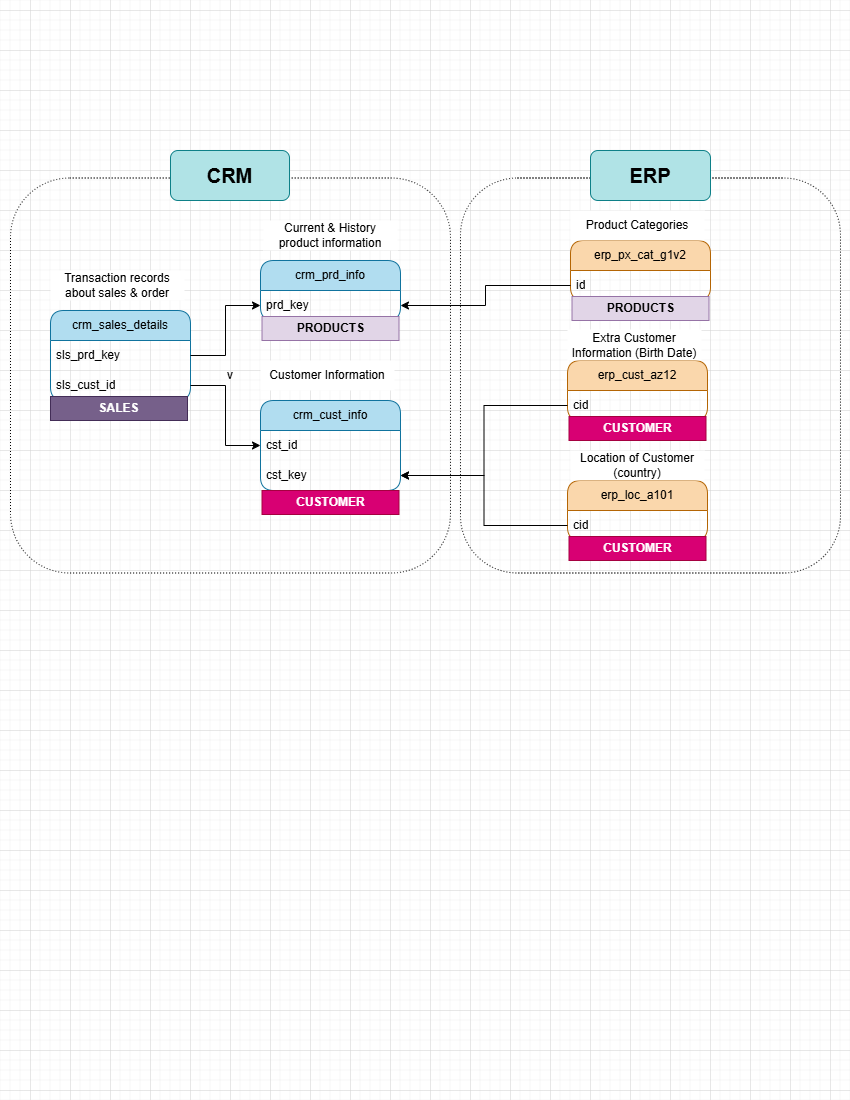 CRM
Transaction records
about sales & order
crm_sales_details
sls_prd_key
sls_cust_id
SALES
Current & History
product information
crm_prd_info
prd_key
PRODUCTS
v
Customer Information
crm_cust_info
cst_id
cst_key
CUSTOMER
ERP
Product Categories
erp_px_cat_g1v2
id
PRODUCTS
Extra Customer
Information (Birth Date)
erp_cust_az12
cid
CUSTOMER
Location of Customer
(country)
erp_loc_a101
cid
CUSTOMER